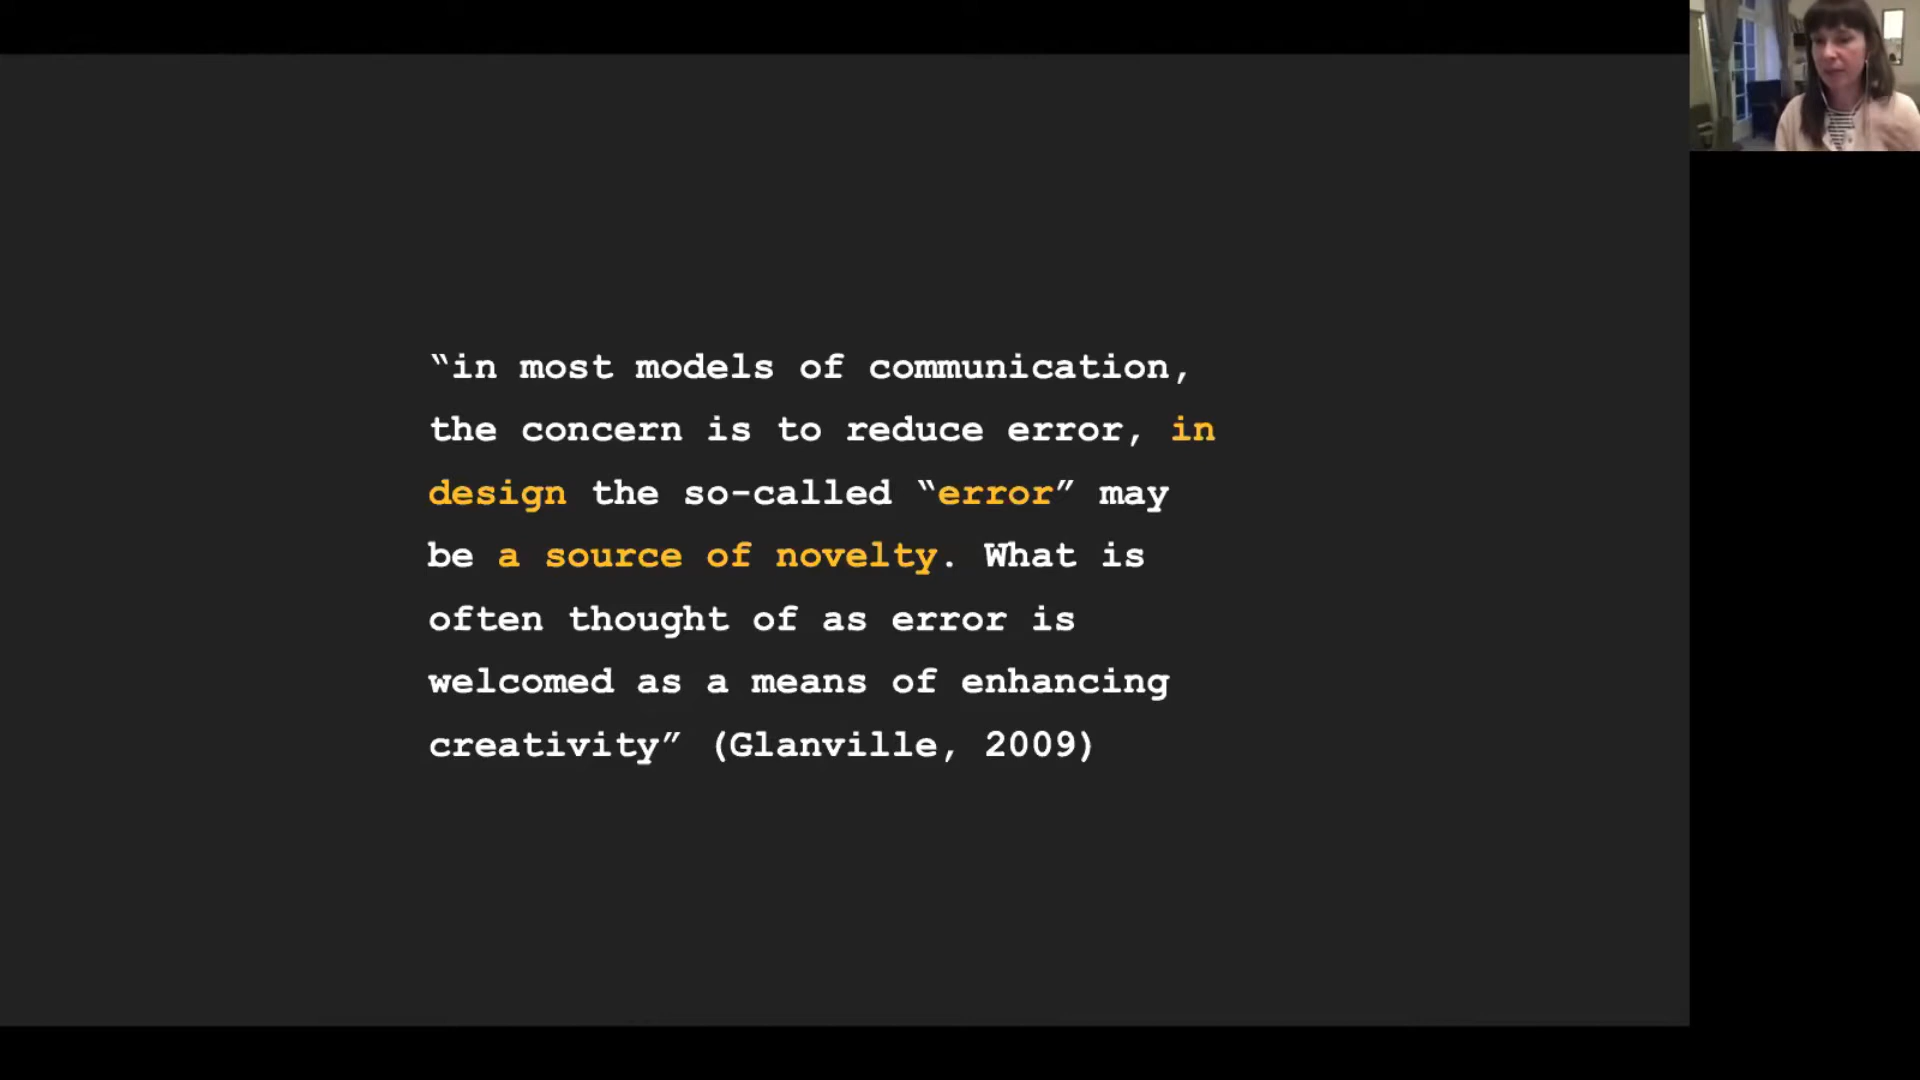 “in most models of communication,
the concern is to reduce error, in
design the so-called “error” may
be a source of novelty. What is
often thought of as error is
welcomed as a means of enhancing
creativity” (Glanville, 2009)